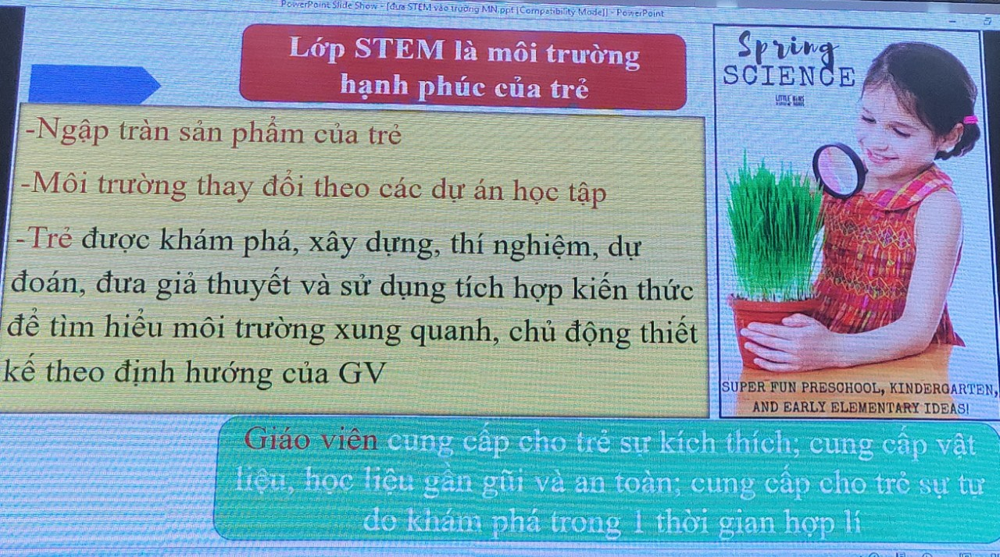 PowerPoint Slide Show - [đưa STEM vào trường MN.ppt [Compatibility Mode]] - PowerPoint
Lớp STEM là môi trường
hạnh phúc của trẻ
-Ngập tràn sản phẩm của trẻ
-Môi trường thay đổi theo các dự án học tập
-Trẻ được khám phá, xây dựng, thí nghiệm, dự
đoán, đưa giả thuyết và sử dụng tích hợp kiến thức
để tìm hiểu môi trường xung quanh, chủ động thiết
kế theo định hướng của GV
Spring
SCIENCE
LITTLE BINS
SUPER FUN PRESCHOOL, KINDERGARTEN,
AND EARLY ELEMENTARY IDEAS!
Giáo viên cung cấp cho trẻ sự kích thích; cung cấp vật
liệu, học liệu gần gũi và an toàn; cung cấp cho trẻ sự tự
do khám phá trong 1 thời gian hợp lí